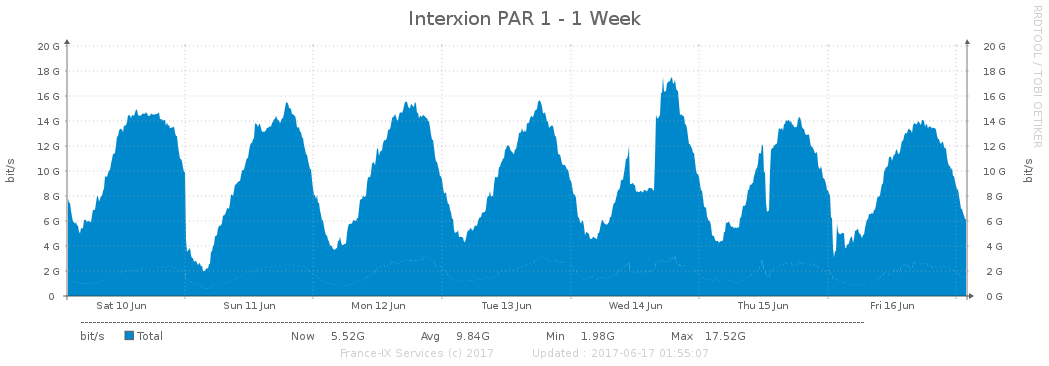 Interxion PAR 1 - 1 Week
RRDTOOL / TOBI OETIKER
20 G 20 G
18 G 18 G
16 G 16 G
14 G 14 G
12 G 12 G
10 G 10 G
8 G 8 G
6 G 6 G
4 G 4 G
2 G 2 G
0 0 G
bit/s
bit/s
Sat 10 Jun Sun 11 Jun Mon 12 Jun Tue 13 Jun Wed 14 Jun Thu 15 Jun Fri 16 Jun
bit/s Total Now 5.52G Avg 9.84G Min 1.98G Max 17.52G
France-IX Services (c) 2017 Updated : 2017-06-17 01:55:07